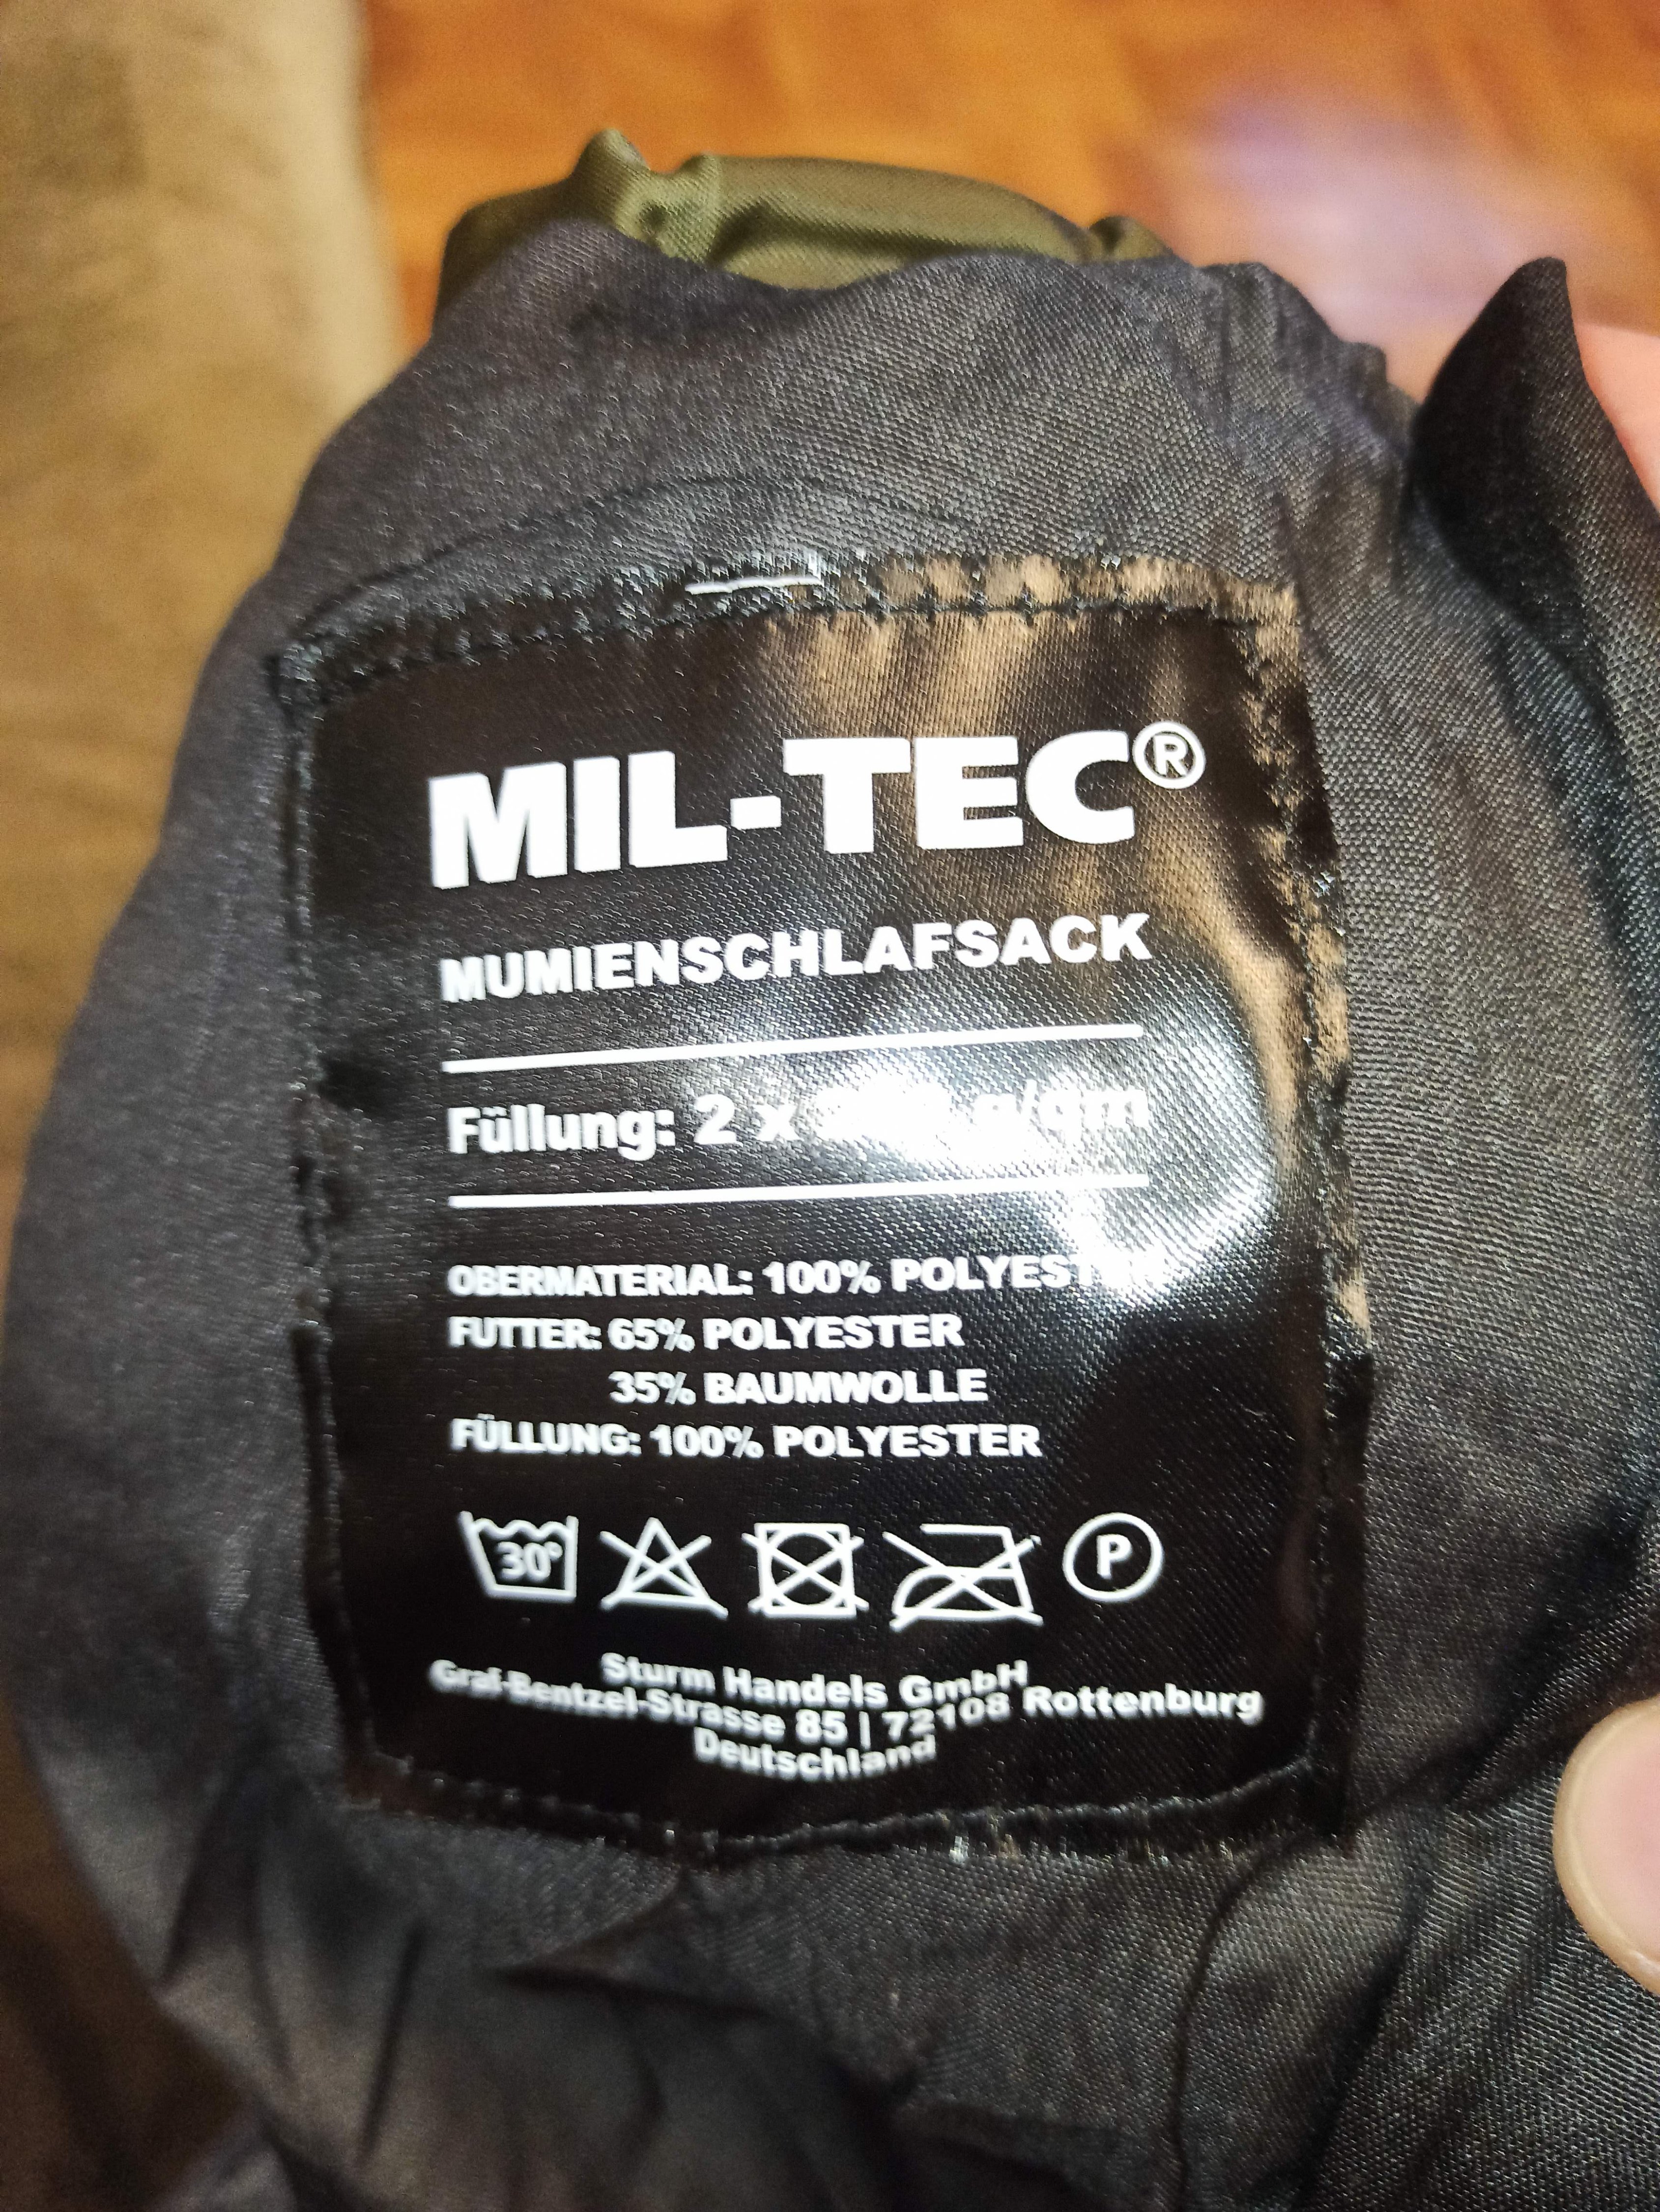 MIL-TEC®
MUMIENSCHLAFSACK
Füllung: 2 x g/qm
OBERMATERIAL: 100% POLYESTER
FUTTER: 65% POLYESTER
35% BAUMWOLLE
FÜLLUNG: 100% POLYESTER
30° P
Sturm Handels GmbH
Graf-Bentzel-Strasse 85 | 72108 Rottenburg
Deutschland